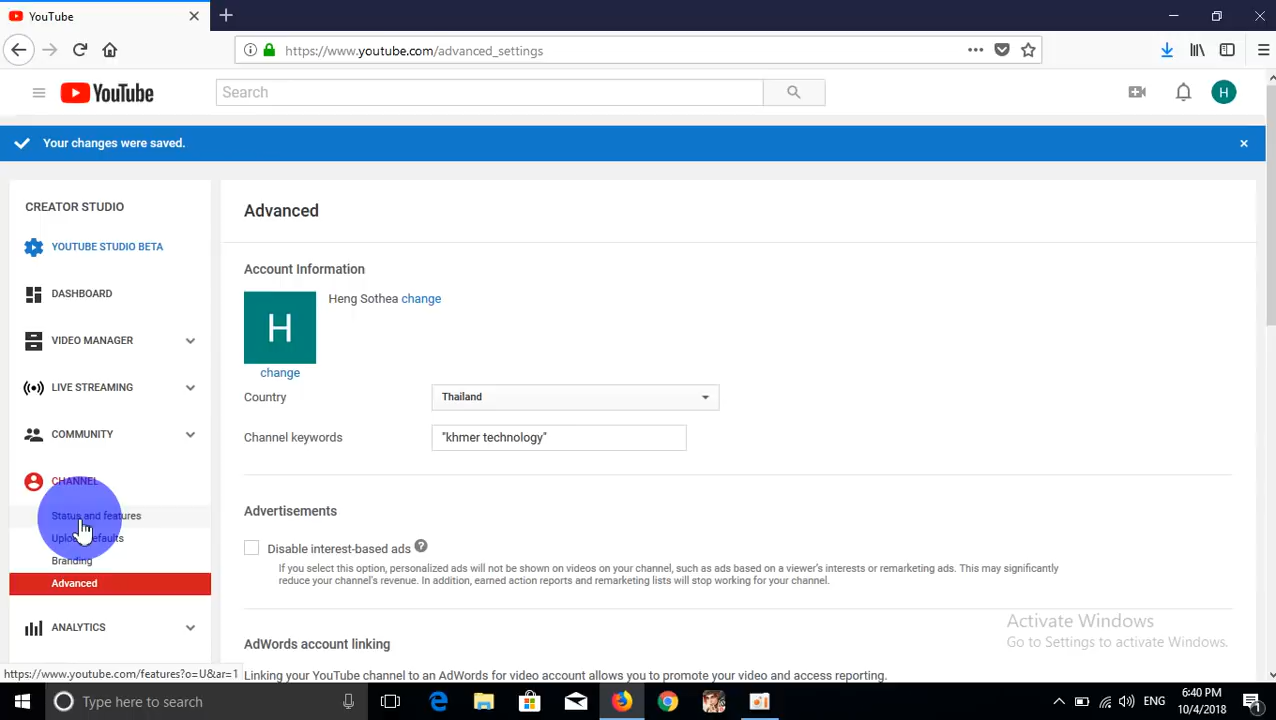 YouTube
https://www.youtube.com/advanced_settings
YouTube
Search
H
Your changes were saved.
CREATOR STUDIO
YOUTUBE STUDIO BETA
DASHBOARD
VIDEO MANAGER
LIVE STREAMING
COMMUNITY
CHANNEL
Status and features
Upload defaults
Branding
Advanced
ANALYTICS
Advanced
Account Information
H
Heng Sothea change
change
Country
Thailand
Channel keywords
"khmer technology"
Advertisements
Disable interest-based ads ?
If you select this option, personalized ads will not be shown on videos on your channel, such as ads based on a viewer's interests or remarketing ads. This may significantly
reduce your channel's revenue. In addition, earned action reports and remarketing lists will stop working for your channel.
AdWords account linking
Linking your YouTube channel to an AdWords for video account allows you to promote your video and access reporting.
Activate Windows
Go to Settings to activate Windows.
https://www.youtube.com/features?o=U&ar=1
Type here to search
ENG
6:40 PM
10/4/2018
1